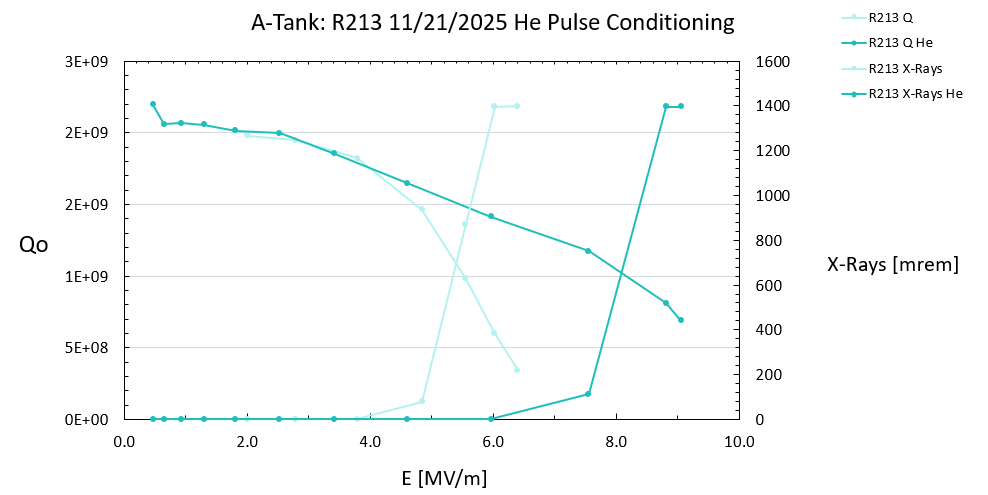 A-Tank: R213 11/21/2025 He Pulse Conditioning
R213 Q
R213 Q He
R213 X-Rays
R213 X-Rays He
3E+09
2E+09
2E+09
1E+09
5E+08
0E+00
Qo
1600
1400
1200
1000
800
600
400
200
0
X-Rays [mrem]
0.0 2.0 4.0 6.0 8.0 10.0
E [MV/m]